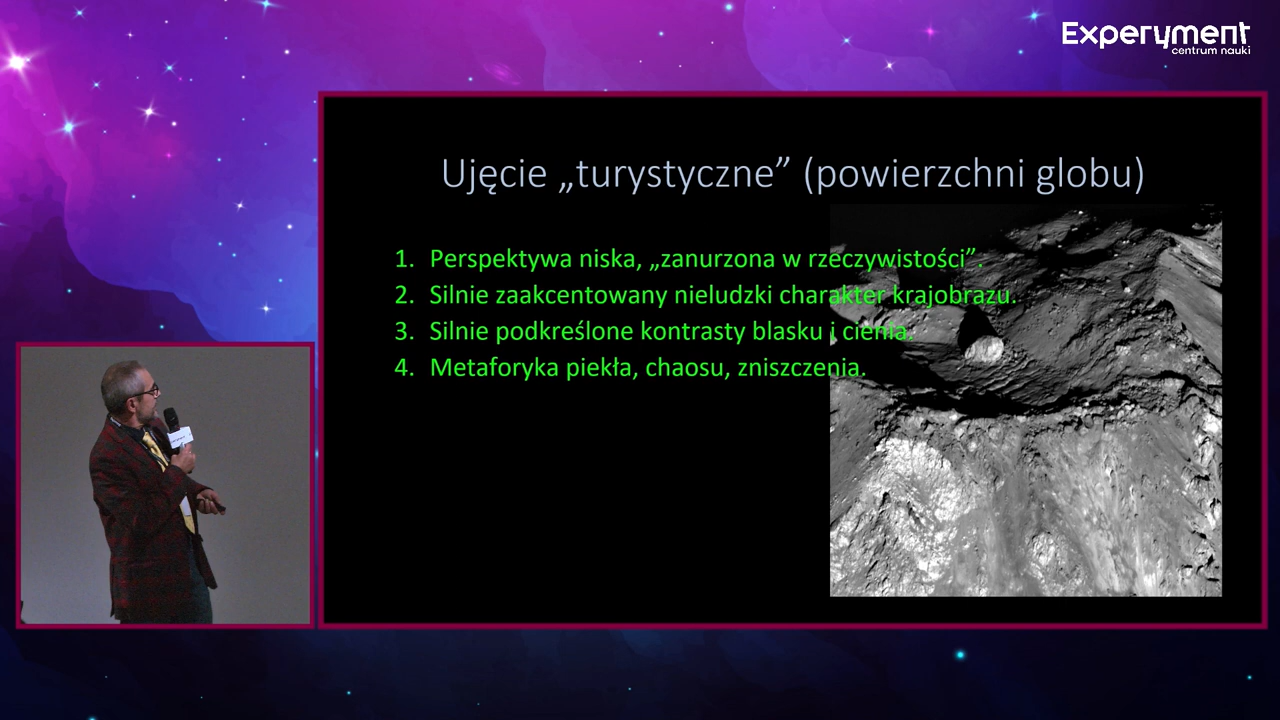 Experyment
centrum nauki
Ujęcie „turystyczne” (powierzchni globu)
1. Perspektywa niska, „zanurzona w rzeczywistości”.
2. Silnie zaakcentowany nieludzki charakter krajobrazu.
3. Silnie podkreślone kontrasty blasku i cienia.
4. Metaforyka piekła, chaosu, zniszczenia.